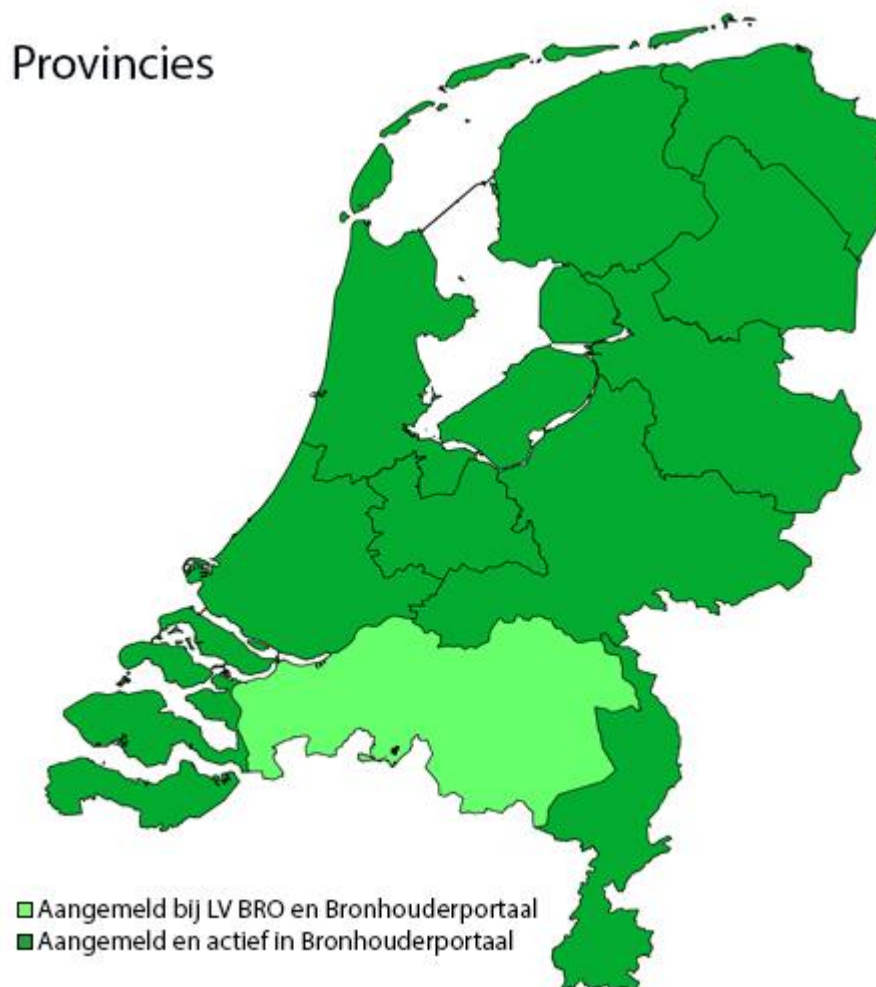 Provincies
Aangemeld bij LV BRO en Bronhouderportaal
Aangemeld en actief in Bronhouderportaal